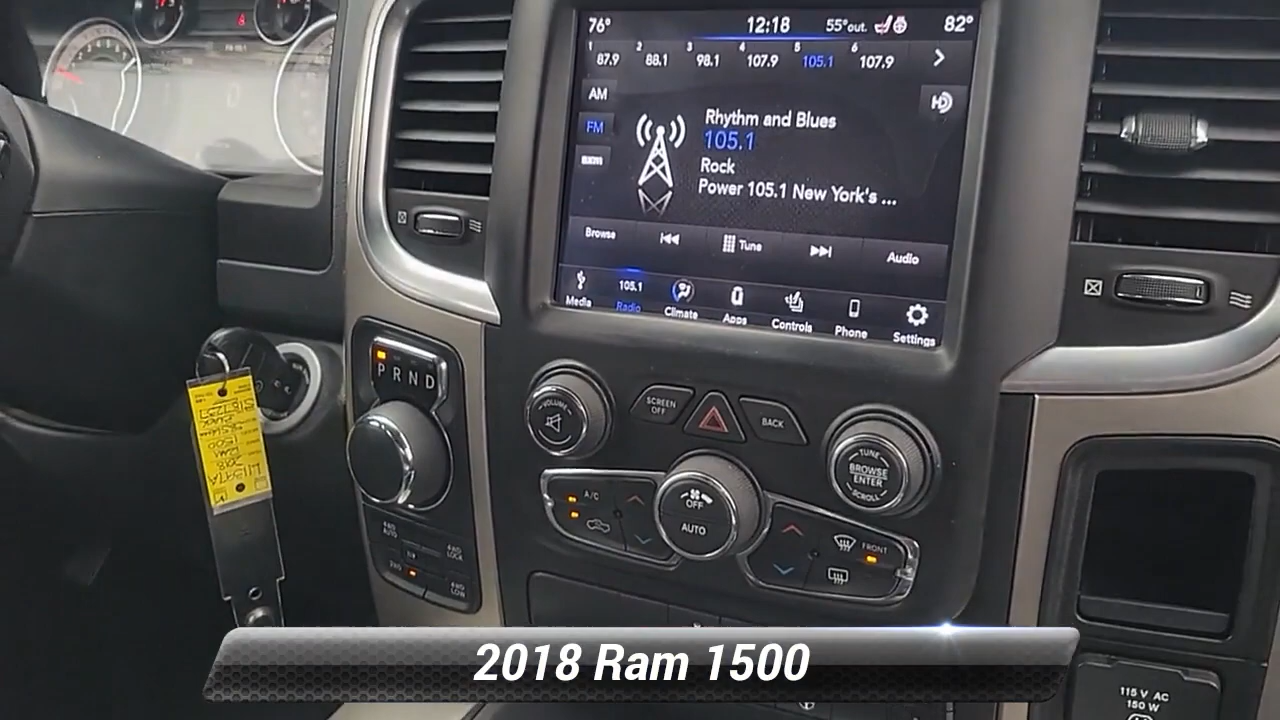 76°
12:18
55°out.
82°
1 2 3 4 5 6
87.9 88.1 98.1 107.9 105.1 107.9
AM
FM
SXM
HD
Rhythm and Blues
105.1
Rock
Power 105.1 New York's ...
Browse
Tune
Audio
105.1
Media Radio Climate Apps Controls Phone Settings
P R N D
VOLUME
SCREEN
OFF
BACK
TUNE
BROWSE
ENTER
SCROLL
A/C
OFF
AUTO
FRONT
4WD
AUTO
4WD
LOCK
2WD
4WD
LOW
2018 Ram 1500
115 V AC
150 W